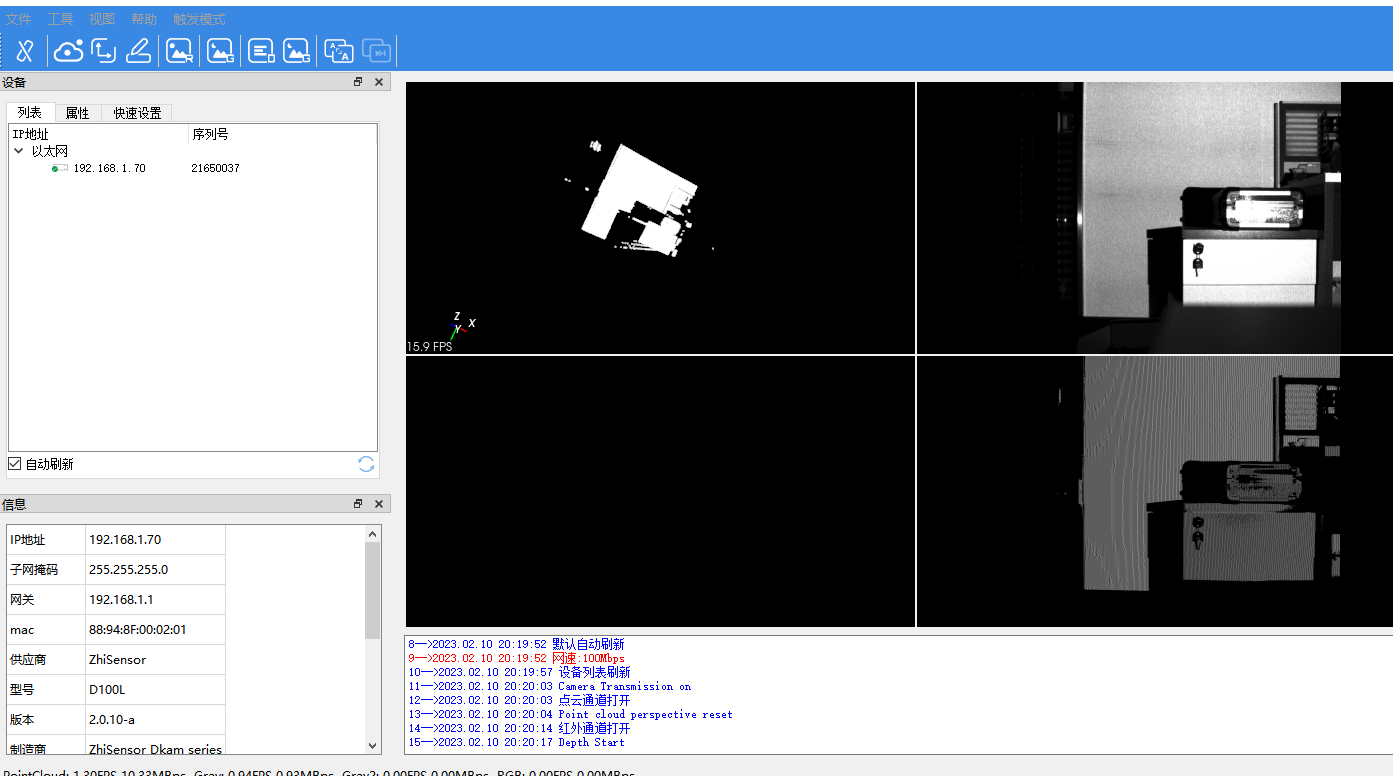 文件 工具 视图 帮助 触发模式
设备
列表 属性 快速设置
IP地址 序列号
以太网
192.168.1.70 21650037
自动刷新
信息
IP地址 192.168.1.70
子网掩码 255.255.255.0
网关 192.168.1.1
mac 88:94:8F:00:02:01
供应商 ZhiSensor
型号 D100L
版本 2.0.10-a
制造商 ZhiSensor Dkam series
Z
X
Y
15.9 FPS
8—>2023.02.10 20:19:52 默认自动刷新
9—>2023.02.10 20:19:52 网速:100Mbps
10—>2023.02.10 20:19:57 设备列表刷新
11—>2023.02.10 20:20:03 Camera Transmission on
12—>2023.02.10 20:20:03 点云通道打开
13—>2023.02.10 20:20:04 Point cloud perspective reset
14—>2023.02.10 20:20:14 红外通道打开
15—>2023.02.10 20:20:17 Depth Start
PointCloud: 1.30FPS 10.33MBps Gray: 0.94FPS 0.93MBps Gray2: 0.00FPS 0.00MBps RGB: 0.00FPS 0.00MBps